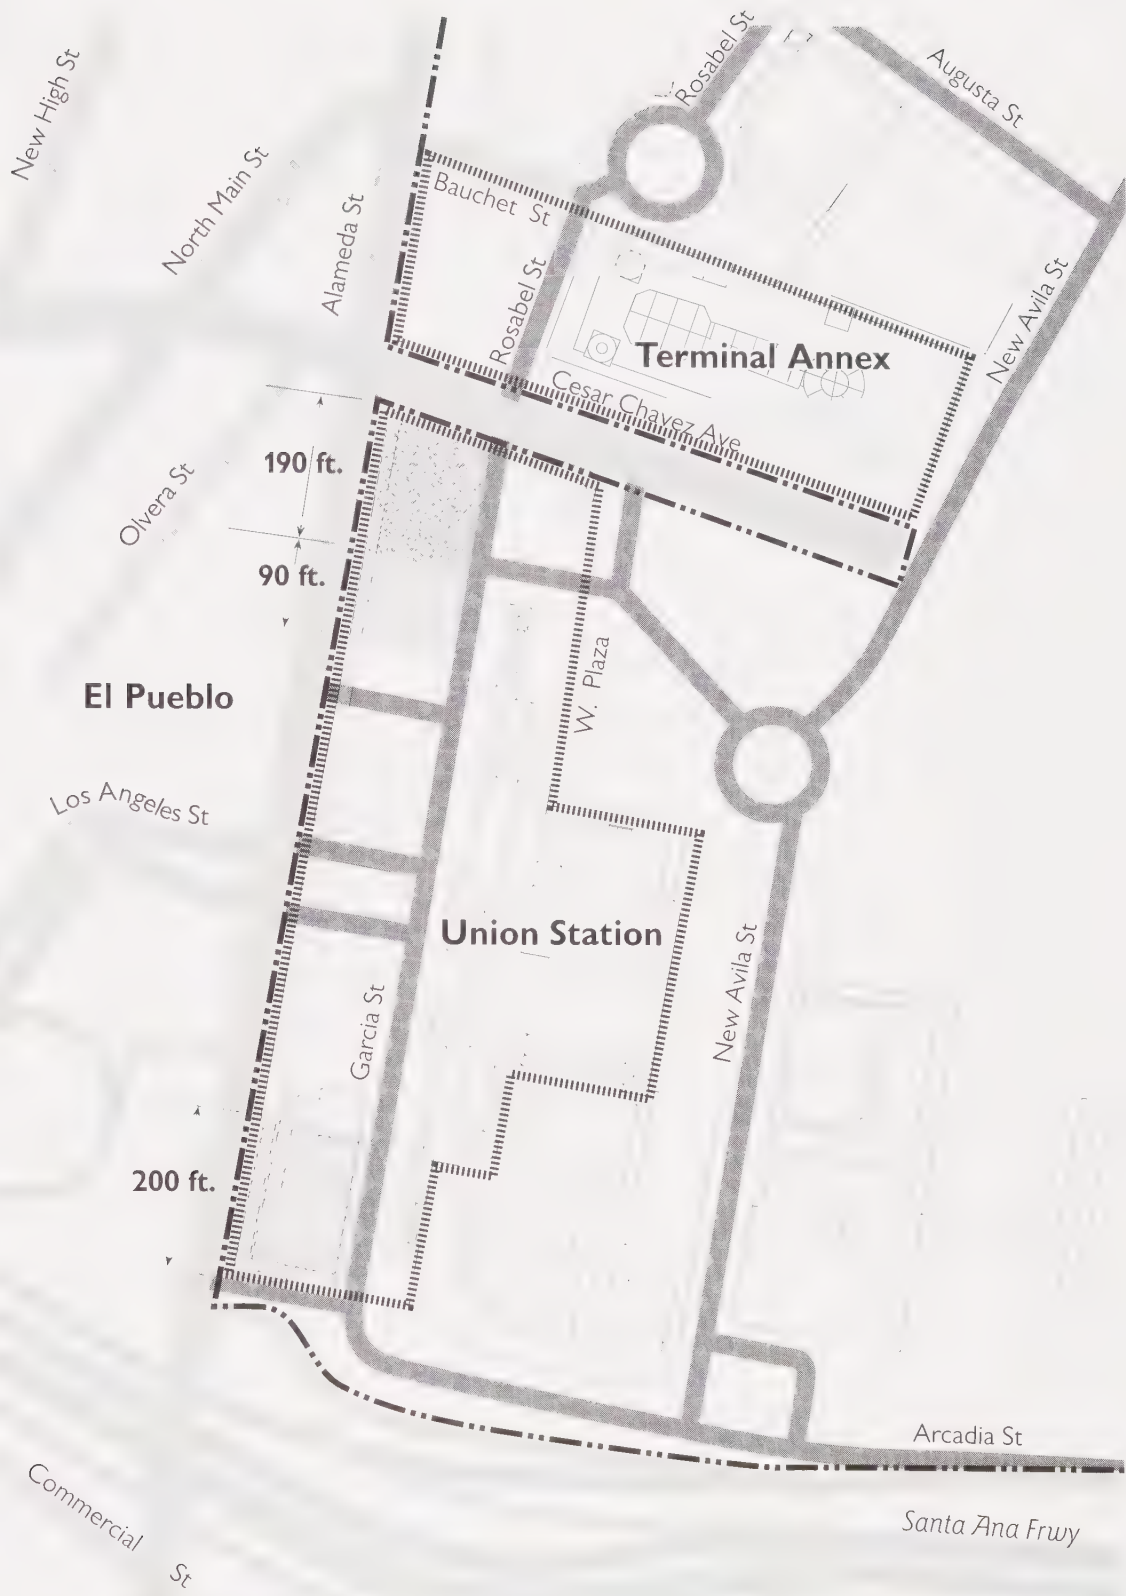 Rosabel St
Augusta St
New High St
North Main St
Alameda St
Bauchet St
Rosabel St
New Avila St
Terminal Annex
Cesar Chavez Ave
190 ft.
Olvera St
90 ft.
W. Plaza
El Pueblo
Los Angeles St
Union Station
New Avila St
Garcia St
200 ft.
Arcadia St
Commercial St
Santa Ana Frwy